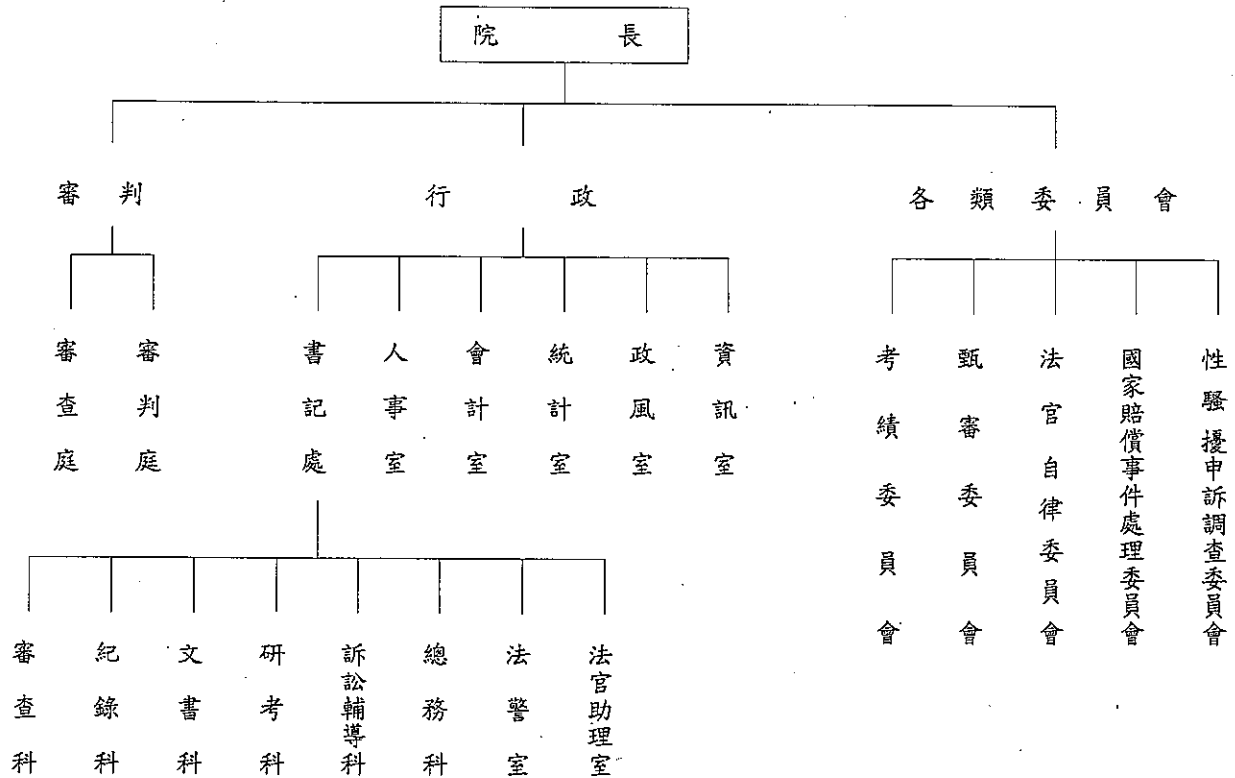 院長
審判
行政
各類委員會
審查庭
審判庭
書記處
人事室
會計室
統計室
政風室
資訊室
考績委員會
甄審委員會
法官自律委員會
國家賠償事件處理委員會
性騷擾申訴調查委員會
審查科
紀錄科
文書科
研考科
訴訟輔導科
總務科
法警室
法官助理室